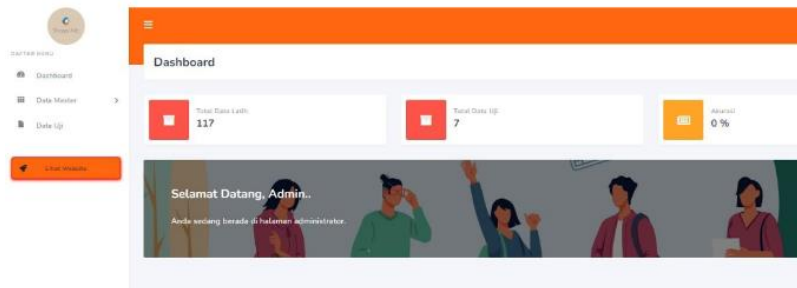 DAFTAR MENU
Dashboard
Data Master
Data Uji
Lihat Website
Dashboard
Total Data Latih
117
Total Data Uji
7
Akurasi
0 %
Selamat Datang, Admin..
Anda sedang berada di halaman administrator.